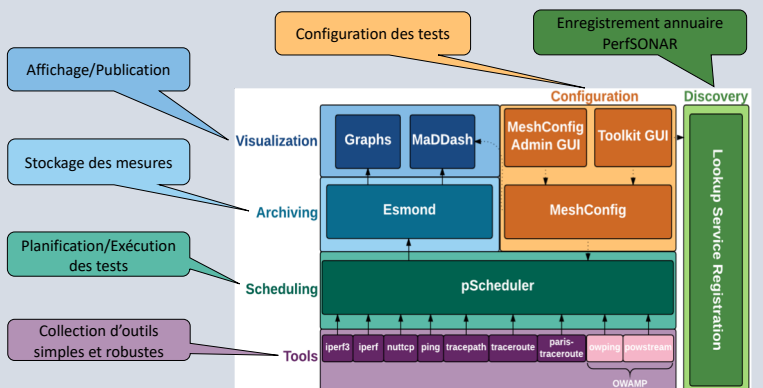 Configuration des tests
Enregistrement annuaire
PerfSONAR
Affichage/Publication
Stockage des mesures
Planification/Exécution
des tests
Collection d'outils
simples et robustes
Configuration
Discovery
Visualization
Graphs
MaDDash
MeshConfig
Admin GUI
Toolkit GUI
Lookup Service Registration
Archiving
Esmond
MeshConfig
Scheduling
pScheduler
Tools
iperf3
iperf
nuttcp
ping
tracepath
traceroute
paris-
traceroute
owping
powstream
OWAMP